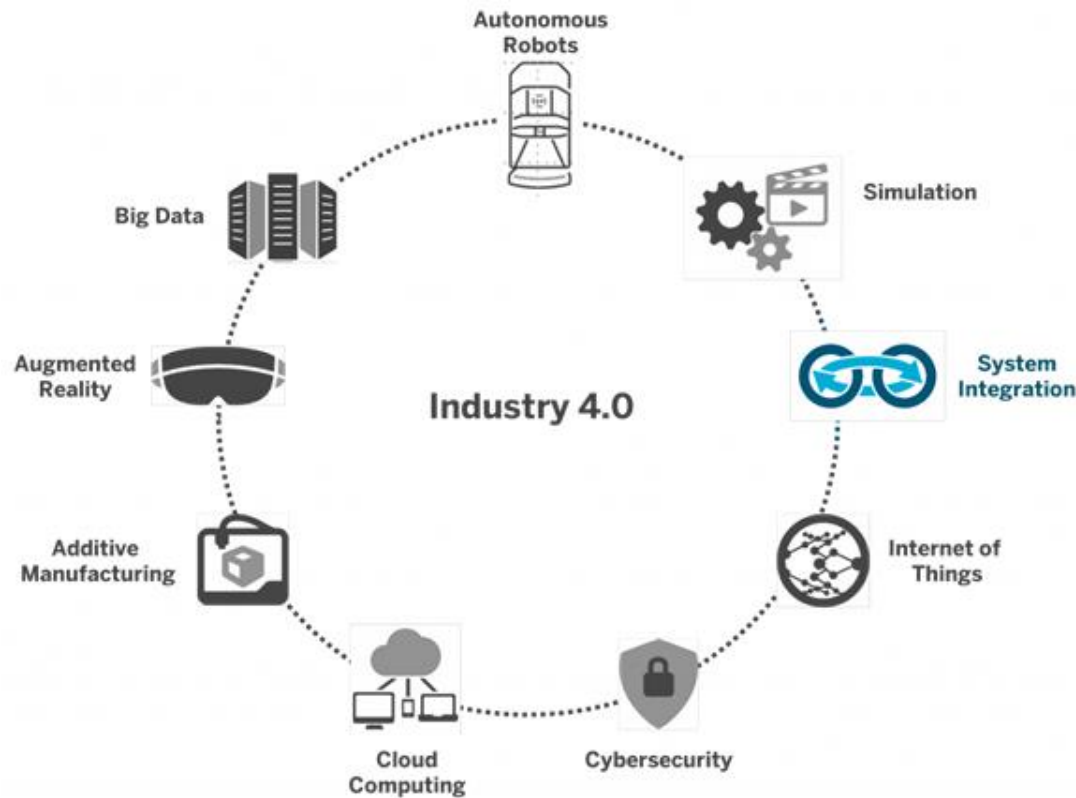 Autonomous
Robots
Simulation
System
Integration
Internet of
Things
Cybersecurity
Cloud
Computing
Additive
Manufacturing
Augmented
Reality
Big Data
Industry 4.0